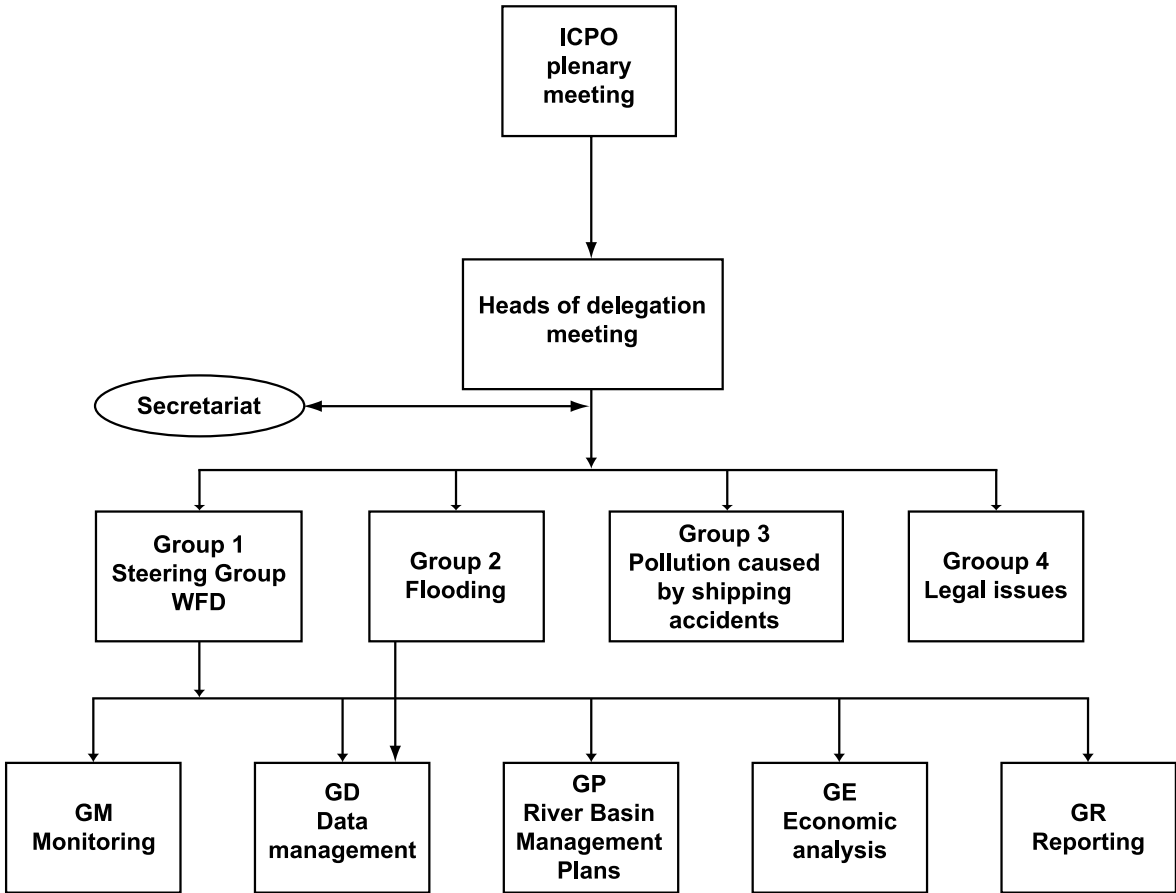 ICPO
plenary
meeting
Heads of delegation
meeting
Secretariat
Group 1
Steering Group
WFD
Group 2
Flooding
Group 3
Pollution caused
by shipping
accidents
Grooup 4
Legal issues
GM
Monitoring
GD
Data
management
GP
River Basin
Management
Plans
GE
Economic
analysis
GR
Reporting